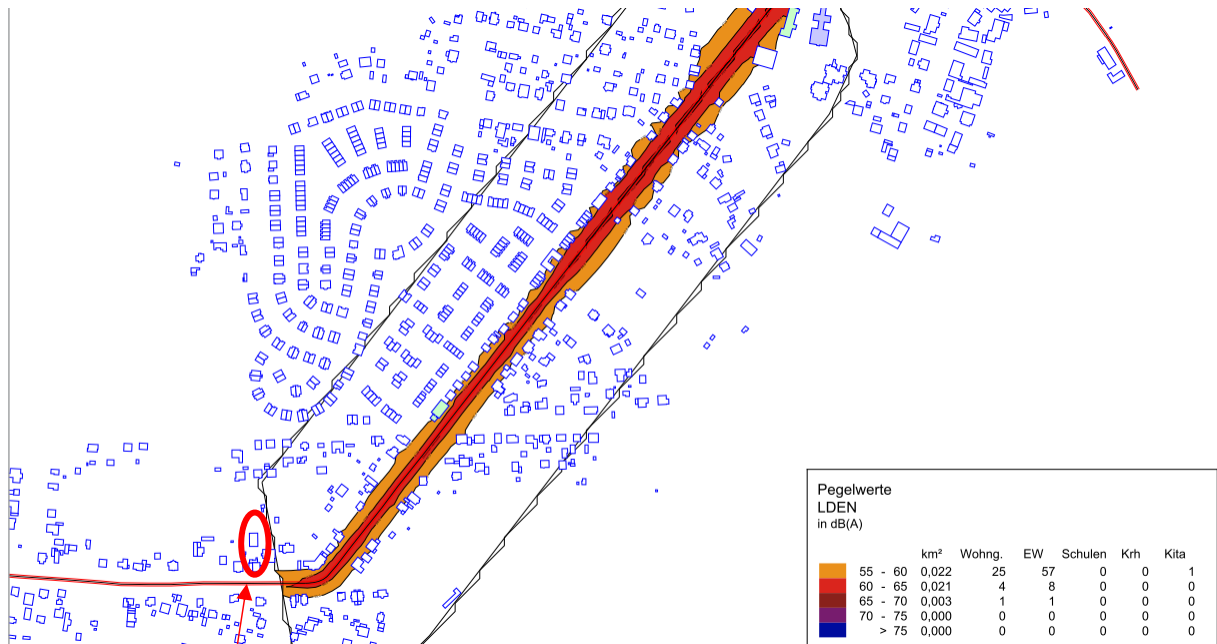 Pegelwerte
LDEN
in dB(A)
km² Wohng. EW Schulen Krh Kita
55 - 60 0,022 25 57 0 0 1
60 - 65 0,021 4 8 0 0 0
65 - 70 0,003 1 1 0 0 0
70 - 75 0,000 0 0 0 0 0
> 75 0,000 0 0 0 0 0